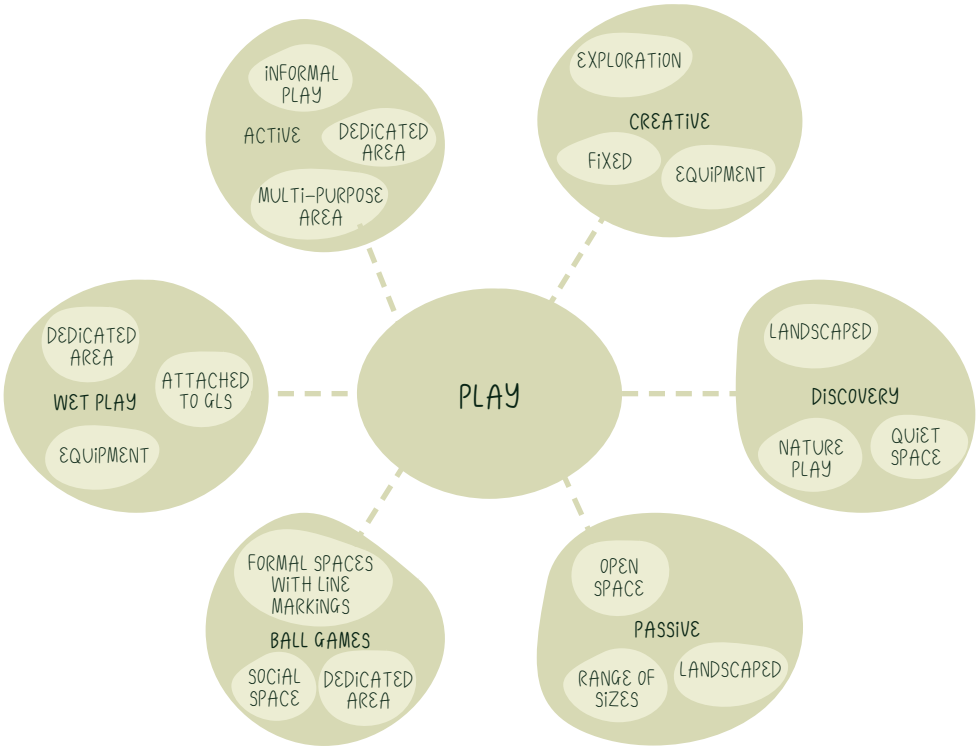 INFORMAL
PLAY
ACTIVE
DEDICATED
AREA
MULTI-PURPOSE
AREA
EXPLORATION
CREATIVE
FIXED
EQUIPMENT
DEDICATED
AREA
WET PLAY
ATTACHED
TO GLS
EQUIPMENT
PLAY
LANDSCAPED
DISCOVERY
NATURE
PLAY
QUIET
SPACE
FORMAL SPACES
WITH LINE
MARKINGS
BALL GAMES
SOCIAL
SPACE
DEDICATED
AREA
OPEN
SPACE
PASSIVE
RANGE OF
SIZES
LANDSCAPED